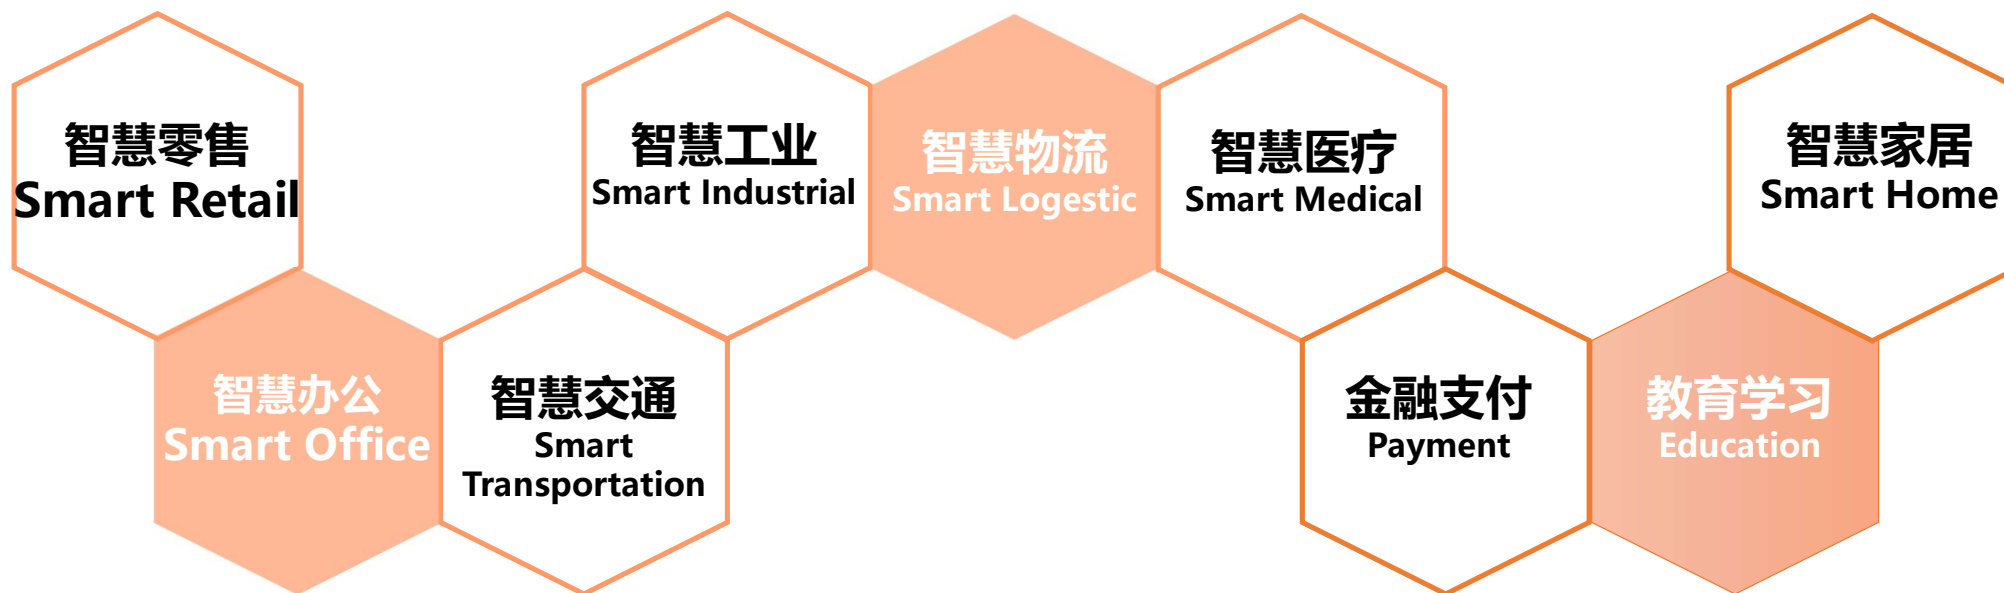 智慧零售
Smart Retail
智慧工业
Smart Industrial
智慧物流
Smart Logestic
智慧医疗
Smart Medical
智慧家居
Smart Home
智慧办公
Smart Office
智慧交通
Smart
Transportation
金融支付
Payment
教育学习
Education